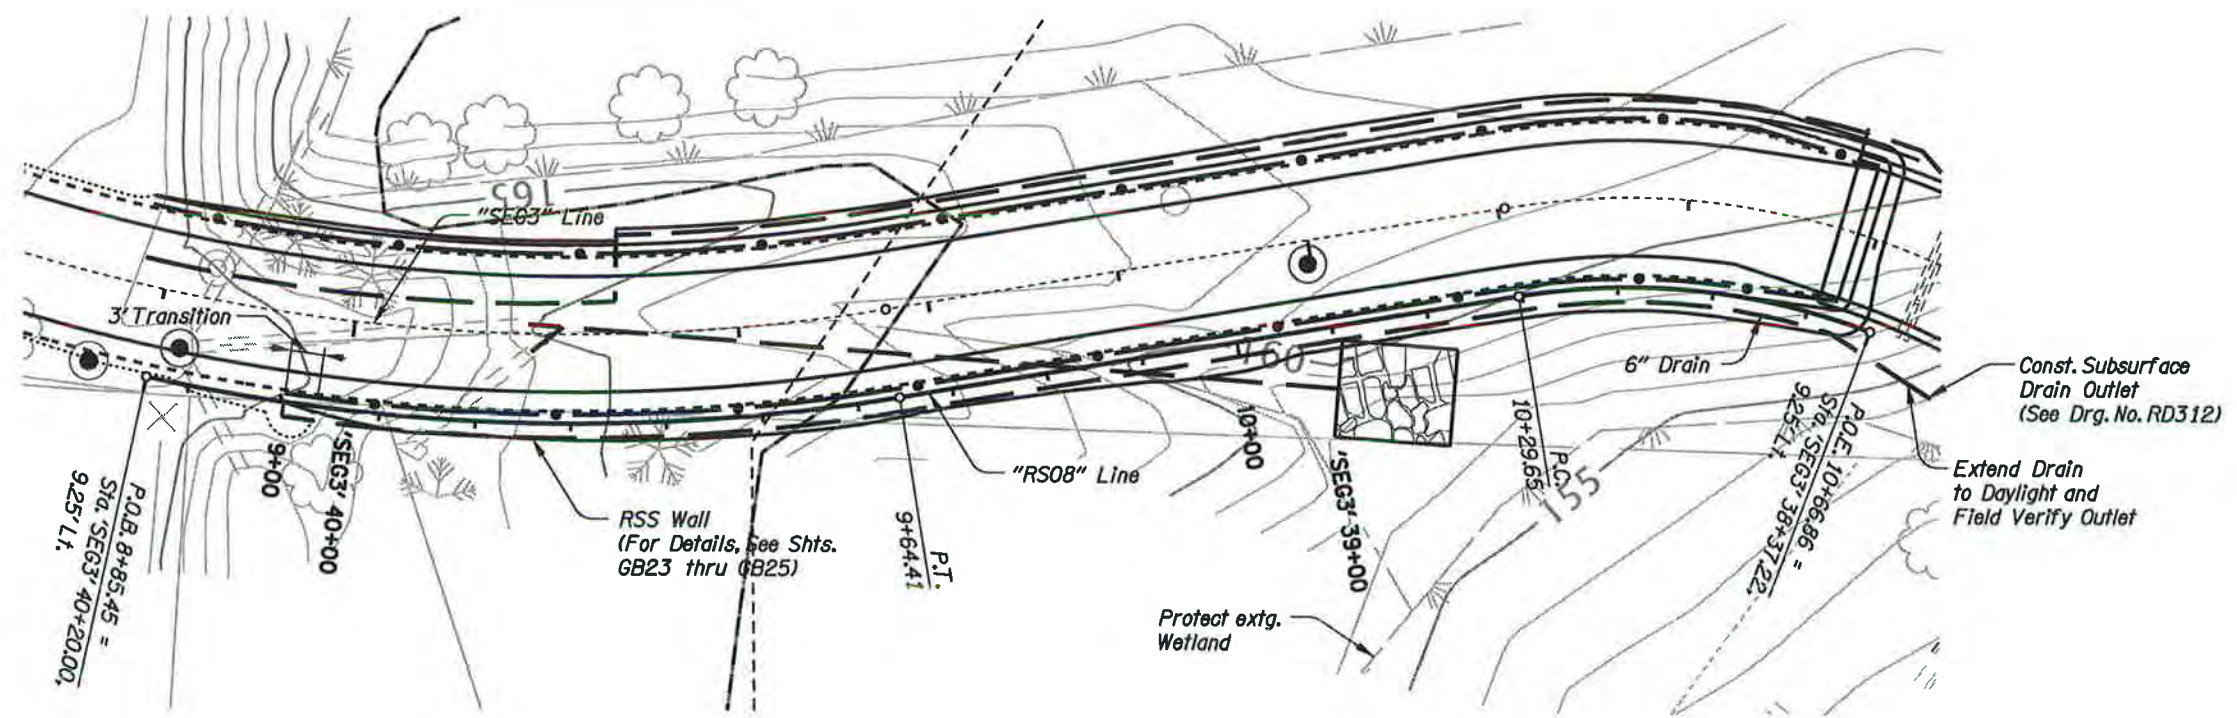 165
"SEG3" Line
3' Transition
160
6" Drain
Const. Subsurface
Drain Outlet
(See Drg. No. RD312)
Extend Drain
to Daylight and
Field Verify Outlet
P.O.B. 8+85.45 =
Sta. 'SEG3' 40+20.00,
9.25' Lt.
9+00
'SEG3' 40+00
RSS Wall
(For Details, See Shts.
GB23 thru GB25)
P.T.
9+64.41
"RS08" Line
10+00
'SEG3' 39+00
P.C.
10+29.65
155
P.O.E. 10+66.86 =
Sta. 'SEG3' 38+37.22,
9.25' Lt.
Protect extg.
Wetland